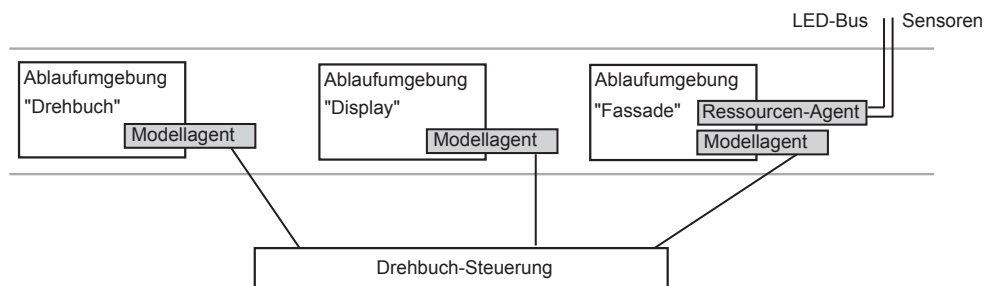 LED-Bus
Sensoren
Ablaufumgebung
"Drehbuch"
Modellagent
Ablaufumgebung
"Display"
Modellagent
Ablaufumgebung
"Fassade"
Ressourcen-Agent
Modellagent
Drehbuch-Steuerung